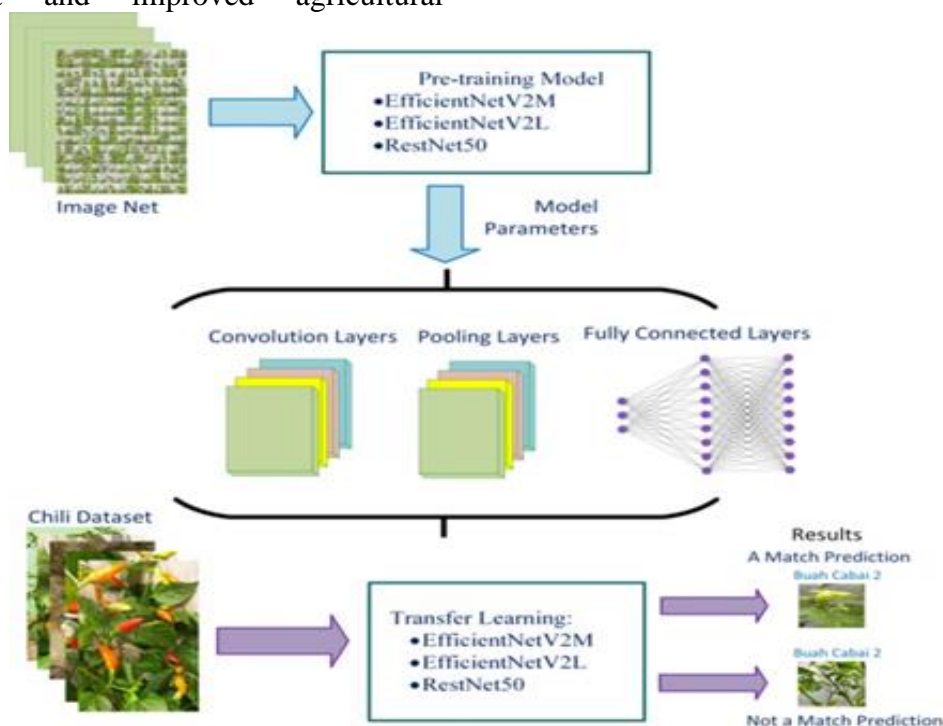 and improved agricultural
Pre-training Model
•EfficientNetV2M
•EfficientNetV2L
•RestNet50
Image Net
Model
Parameters
Convolution Layers
Pooling Layers
Fully Connected Layers
Chili Dataset
Transfer Learning:
•EfficientNetV2M
•EfficientNetV2L
•RestNet50
Results
A Match Prediction
Buah Cabai 2
Buah Cabai 2
Not a Match Prediction